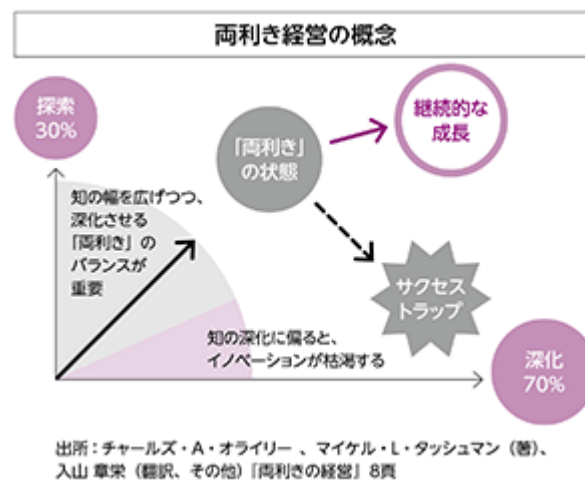 両利き経営の概念
探索
30%
「両利き」
の状態
継続的な
成長
知の幅を広げつつ、
深化させる
「両利き」の
バランスが
重要
サクセス
トラップ
知の深化に偏ると、
イノベーションが枯渇する
深化
70%
出所：チャールズ・A・オライリー 、マイケル・L・タッシュマン（著）、
入山 章栄（翻訳、その他）『両利きの経営』8頁